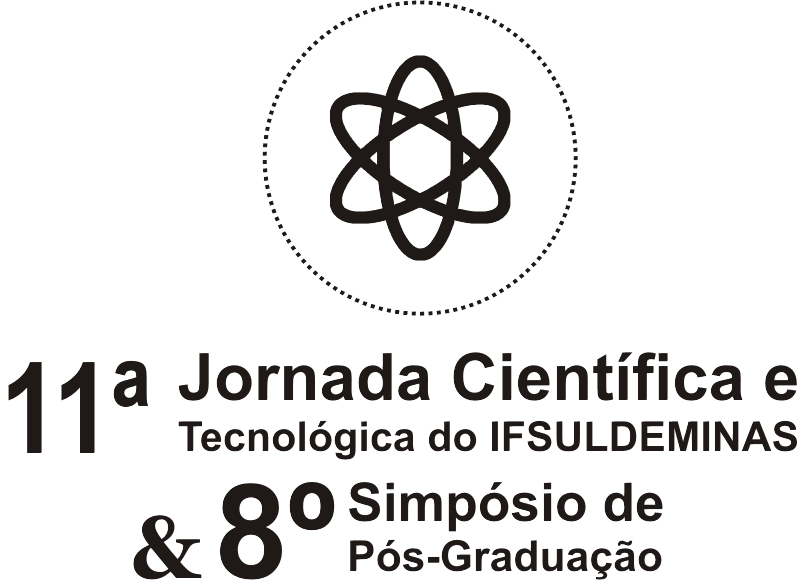 11ª Jornada Científica e
Tecnológica do IFSULDEMINAS
& 8º Simpósio de
Pós-Graduação